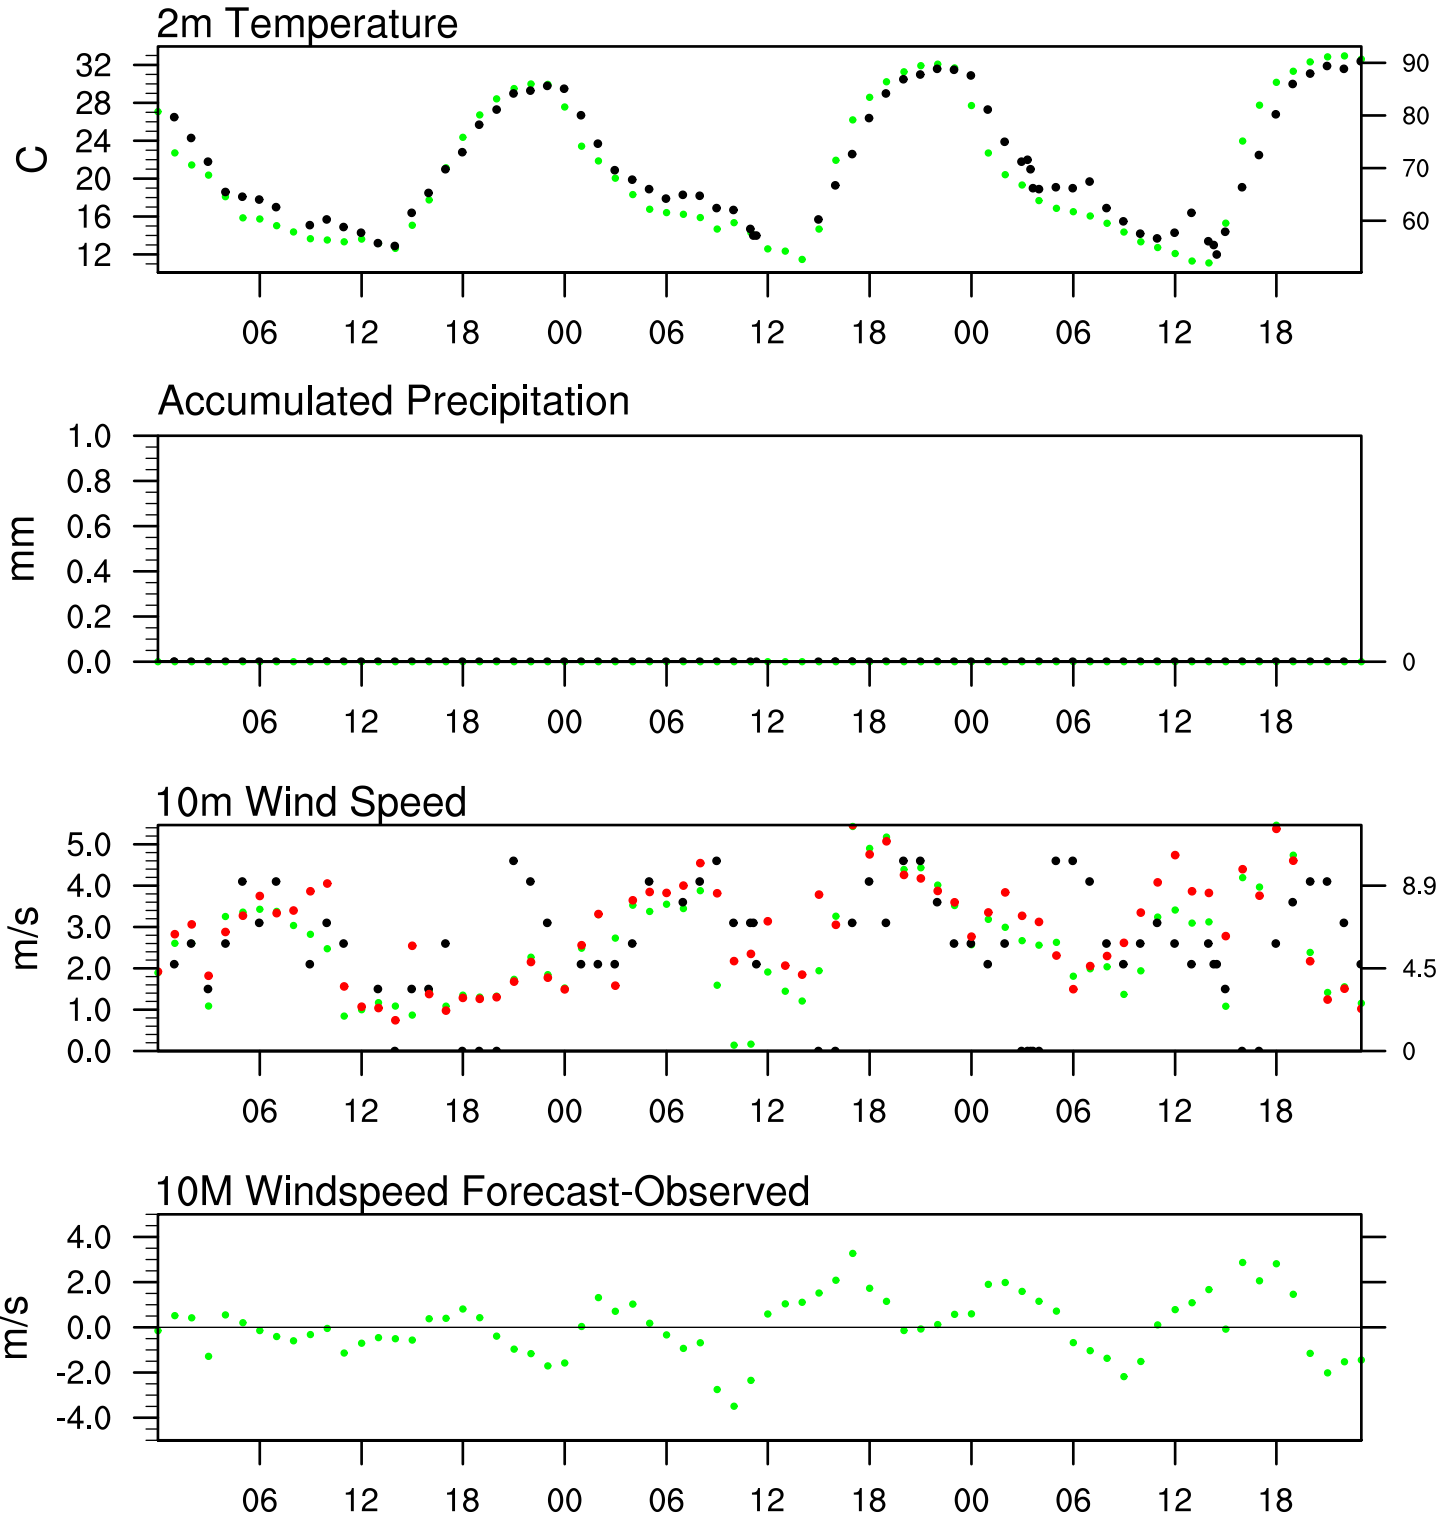 2m Temperature
32
28
24
20
16
12
C
90
80
70
60
06 12 18 00 06 12 18 00 06 12 18
Accumulated Precipitation
1.0
0.8
0.6
0.4
0.2
0.0
mm
0
06 12 18 00 06 12 18 00 06 12 18
10m Wind Speed
5.0
4.0
3.0
2.0
1.0
0.0
m/s
8.9
4.5
0
06 12 18 00 06 12 18 00 06 12 18
10M Windspeed Forecast-Observed
4.0
2.0
0.0
-2.0
-4.0
m/s
06 12 18 00 06 12 18 00 06 12 18